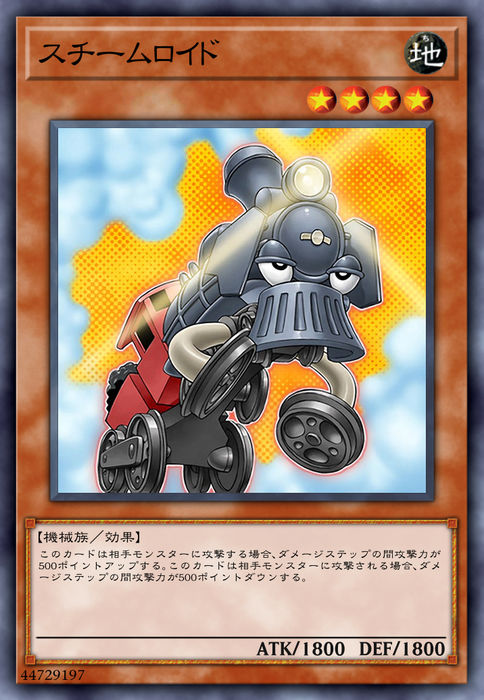 スチームロイド
ち
地
【機械族／効果】
このカードは相手モンスターに攻撃する場合、ダメージステップの間攻撃力が
500ポイントアップする。このカードは相手モンスターに攻撃される場合、ダメ
ージステップの間攻撃力が500ポイントダウンする。
ATK/1800 DEF/1800
44729197